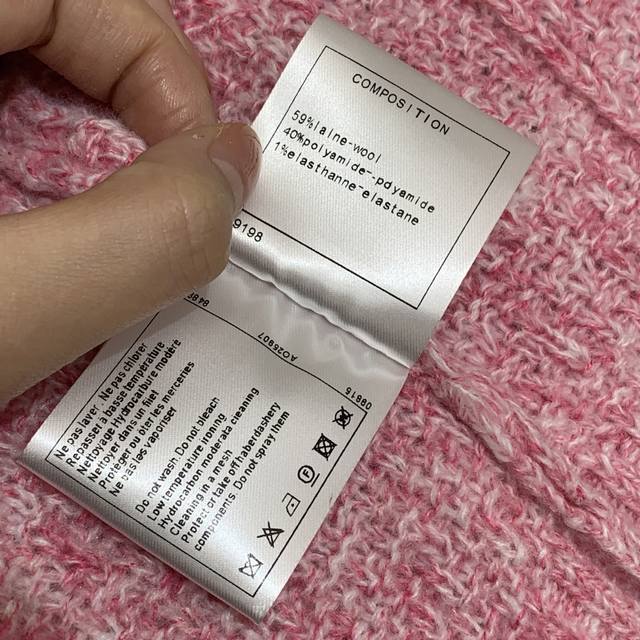 COMPOSITION
59%laine-wool
40%polyamide-pdyamide
1%elasthanne-elastane
9198
A026807
09815
Ne pas laver. Ne pas chlorer
Repasser à basse température
Nettoyage Hydrocarbure modéré
Nettoyer dans un filet
Protéger ou ôter les merceries
Ne pas les vaporiser
Do not wash. Do not bleach
Low temperature ironing
Hydrocarbon moderate cleaning
Cleaning in a mesh
Protect or take off haberdashery
components. Do not spray them